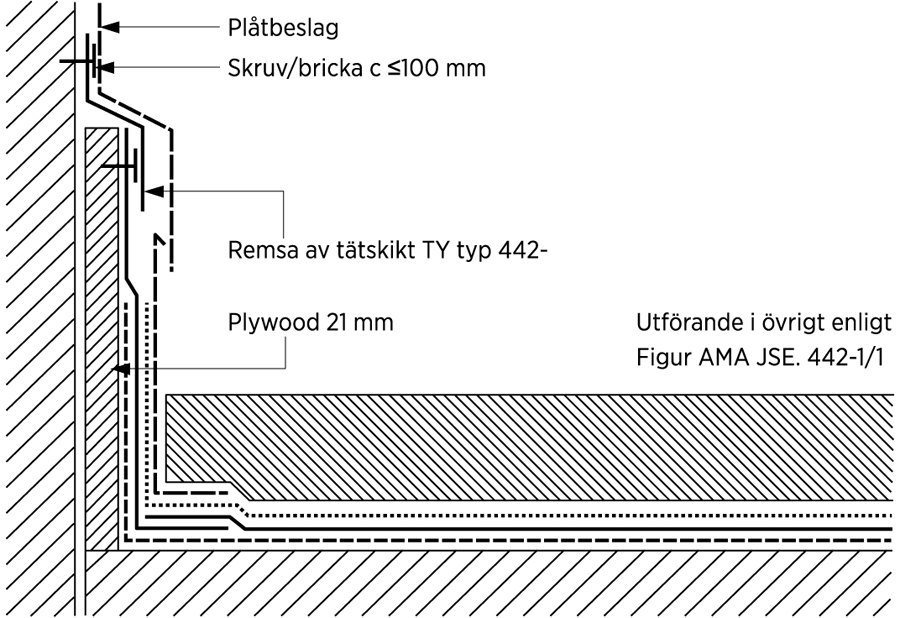 Plåtbeslag
Skruv/bricka c ≤100 mm
Remsa av tätskikt TY typ 442-
Plywood 21 mm
Utförande i övrigt enligt
Figur AMA JSE. 442-1/1